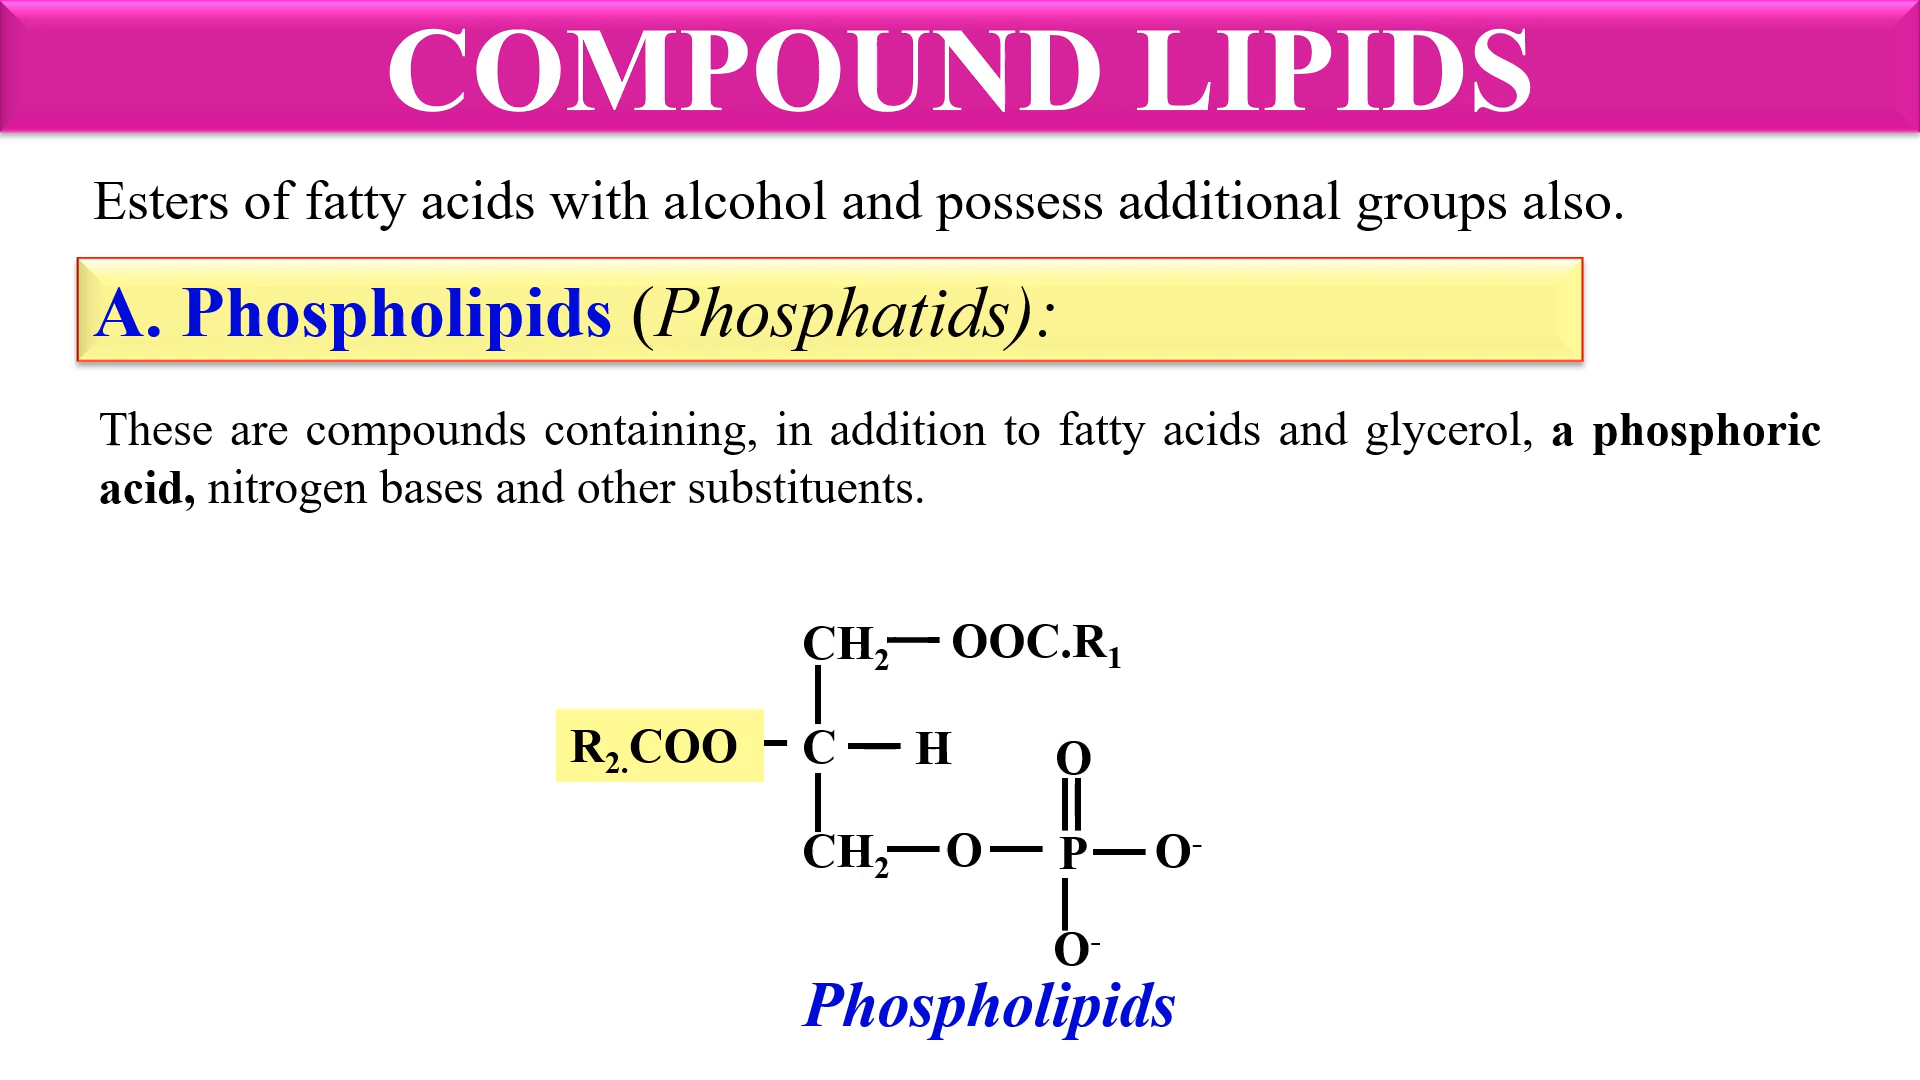 COMPOUND LIPIDS
Esters of fatty acids with alcohol and possess additional groups also.
A. Phospholipids (Phosphatids):
These are compounds containing, in addition to fatty acids and glycerol, a phosphoric
acid, nitrogen bases and other substituents.
CH₂ — OOC.R₁
R₂.COO - C — H
O
CH₂ — O — P — O⁻
O⁻
Phospholipids